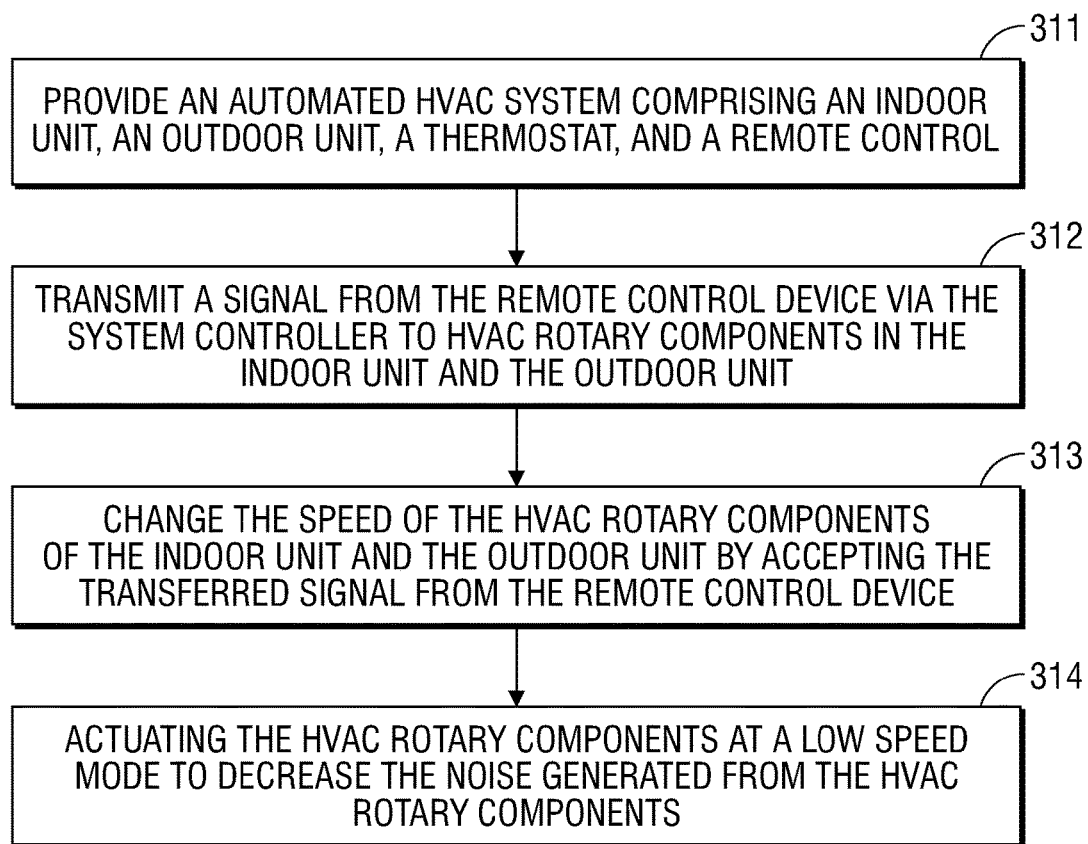 311
PROVIDE AN AUTOMATED HVAC SYSTEM COMPRISING AN INDOOR
UNIT, AN OUTDOOR UNIT, A THERMOSTAT, AND A REMOTE CONTROL
312
TRANSMIT A SIGNAL FROM THE REMOTE CONTROL DEVICE VIA THE
SYSTEM CONTROLLER TO HVAC ROTARY COMPONENTS IN THE
INDOOR UNIT AND THE OUTDOOR UNIT
313
CHANGE THE SPEED OF THE HVAC ROTARY COMPONENTS
OF THE INDOOR UNIT AND THE OUTDOOR UNIT BY ACCEPTING THE
TRANSFERRED SIGNAL FROM THE REMOTE CONTROL DEVICE
314
ACTUATING THE HVAC ROTARY COMPONENTS AT A LOW SPEED
MODE TO DECREASE THE NOISE GENERATED FROM THE HVAC
ROTARY COMPONENTS